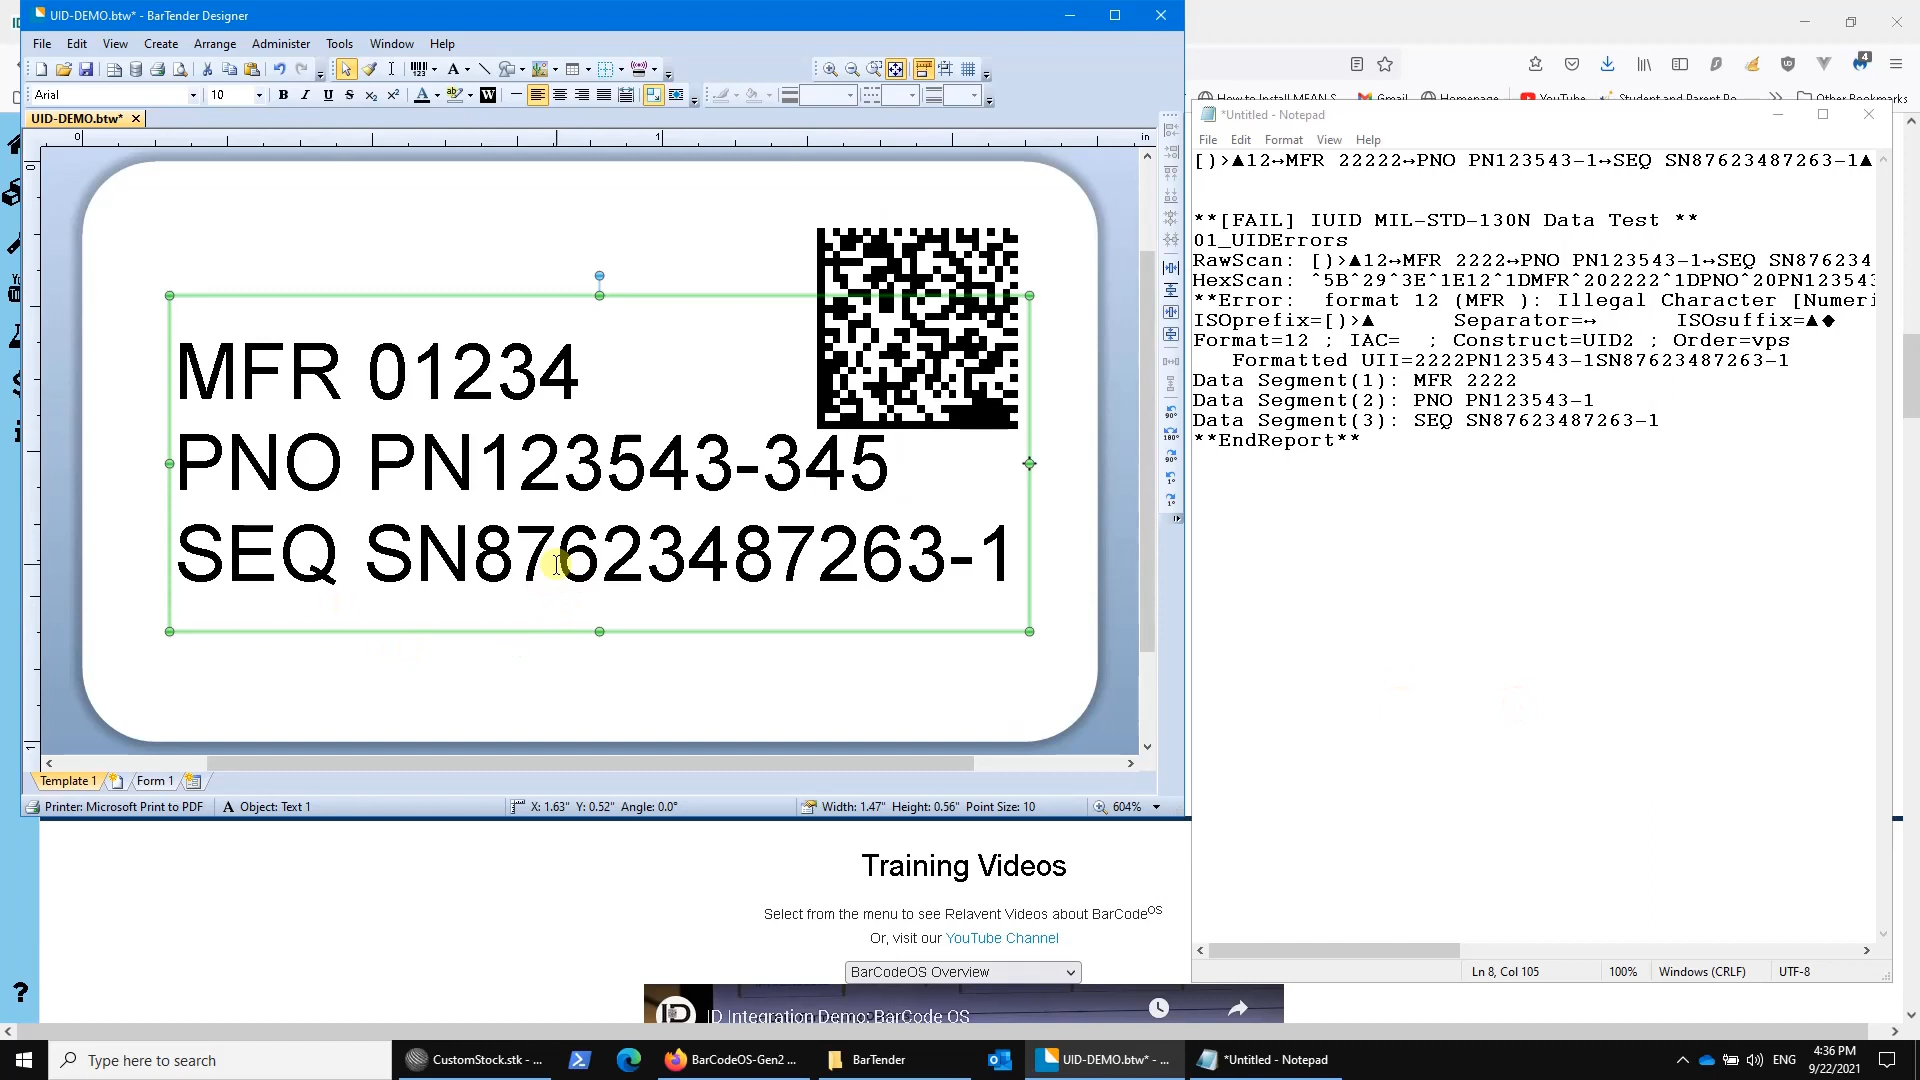 UID-DEMO.btw* - BarTender Designer
File Edit View Create Arrange Administer Tools Window Help
Arial 10
UID-DEMO.btw*
0 1 in
MFR 01234
PNO PN123543-345
SEQ SN87623487263-1
Template 1 Form 1
Printer: Microsoft Print to PDF Object: Text 1 X: 1.63" Y: 0.52" Angle: 0.0° Width: 1.47" Height: 0.56" Point Size: 10 604%
Gmail Homepage YouTube Student and Parent Po Other Bookmarks
*Untitled - Notepad
File Edit Format View Help
[)>▲12↔MFR 22222↔PNO PN123543-1↔SEQ SN87623487263-1▲
**[FAIL] IUID MIL-STD-130N Data Test **
01_UIDErrors
RawScan: [)>▲12↔MFR 2222↔PNO PN123543-1↔SEQ SN876234
HexScan: ^5B^29^3E^1E12^1DMFR^202222^1DPNO^20PN123543
**Error: format 12 (MFR ): Illegal Character [Numeri
ISOprefix=[)>▲ Separator=↔ ISOsuffix=▲◆
Format=12 ; IAC= ; Construct=UID2 ; Order=vps
Formatted UII=2222PN123543-1SN87623487263-1
Data Segment(1): MFR 2222
Data Segment(2): PNO PN123543-1
Data Segment(3): SEQ SN87623487263-1
**EndReport**
Ln 8, Col 105 100% Windows (CRLF) UTF-8
Training Videos
Select from the menu to see Relavent Videos about BarCodeOS
Or, visit our YouTube Channel
BarCodeOS Overview
ID Integration Demo: BarCode OS
Type here to search
CustomStock.stk - ... BarCodeOS-Gen2 ... BarTender UID-DEMO.btw* - ... *Untitled - Notepad
ENG 4:36 PM
9/22/2021